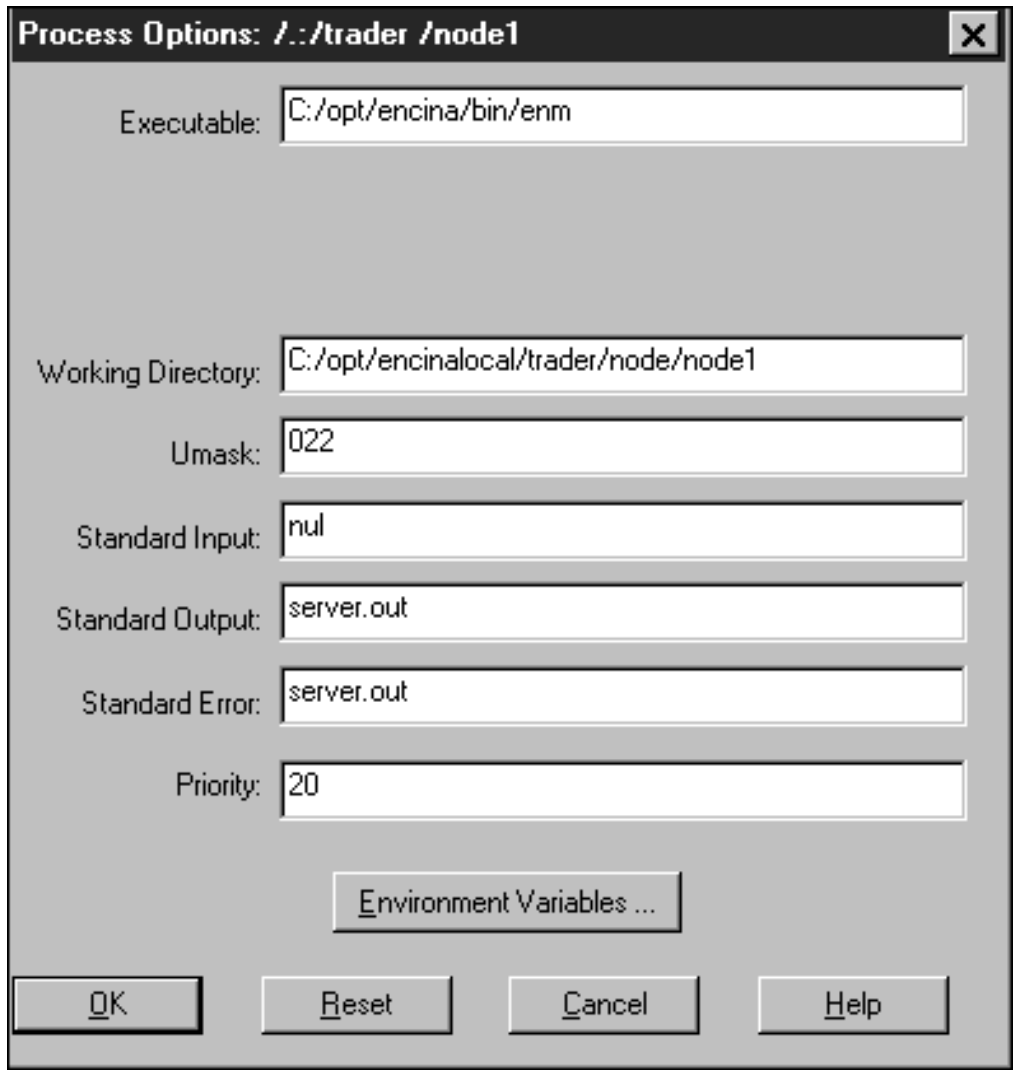 Process Options: /.:/trader /node1
Executable: C:/opt/encina/bin/enm
Working Directory: C:/opt/encinalocal/trader/node/node1
Umask: 022
Standard Input: nul
Standard Output: server.out
Standard Error: server.out
Priority: 20
Environment Variables ...
OK Reset Cancel Help